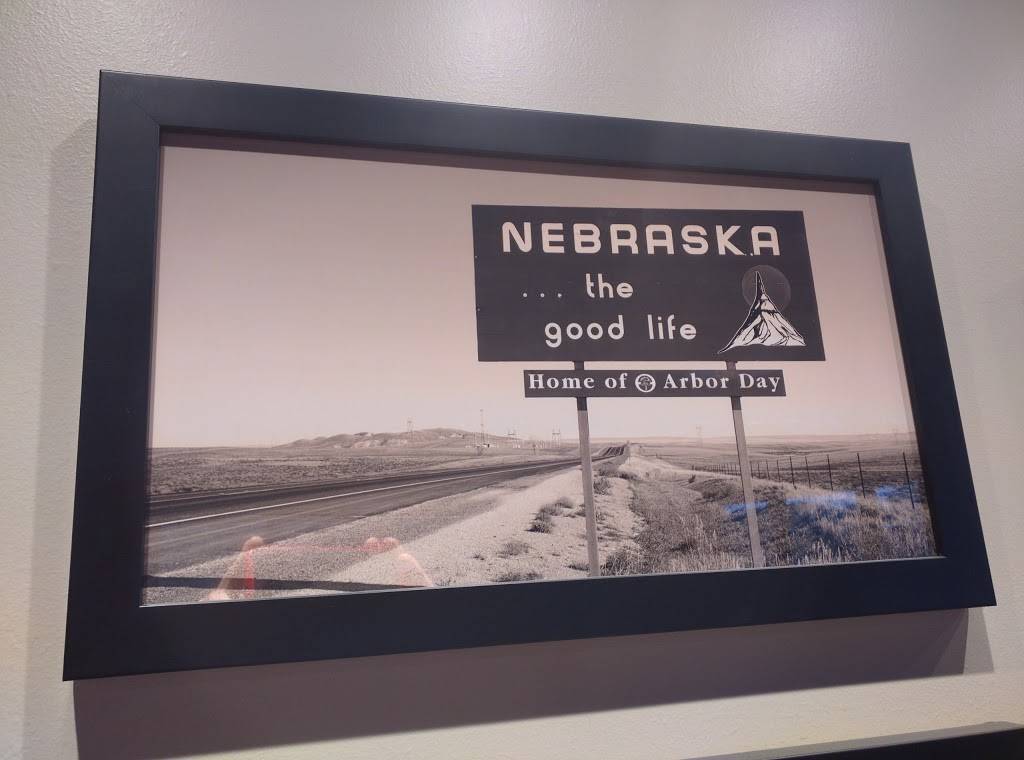 NEBRASKA
... the
good life
Home of Arbor Day